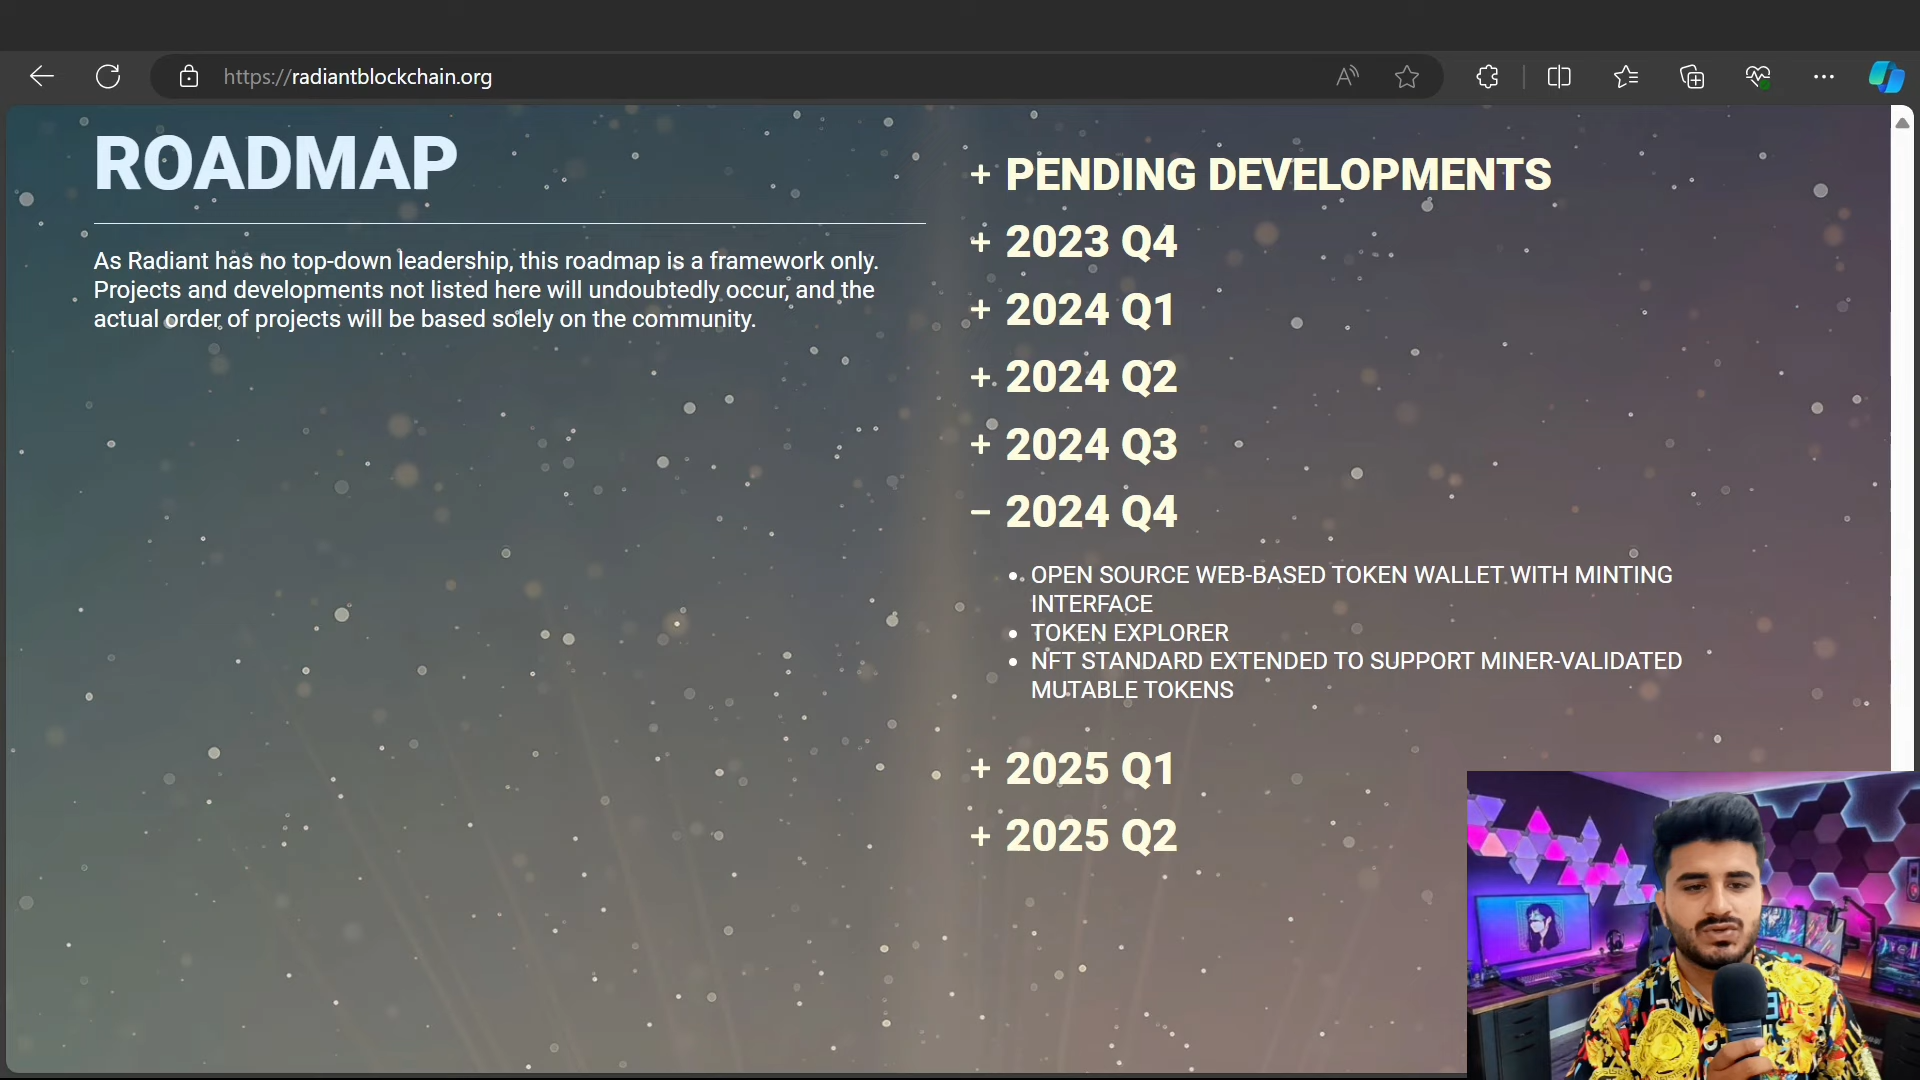 https://radiantblockchain.org
ROADMAP
As Radiant has no top-down leadership, this roadmap is a framework only.
Projects and developments not listed here will undoubtedly occur, and the
actual order of projects will be based solely on the community.
+ PENDING DEVELOPMENTS
+ 2023 Q4
+ 2024 Q1
+ 2024 Q2
+ 2024 Q3
− 2024 Q4
• OPEN SOURCE WEB-BASED TOKEN WALLET WITH MINTING
INTERFACE
• TOKEN EXPLORER
• NFT STANDARD EXTENDED TO SUPPORT MINER-VALIDATED
MUTABLE TOKENS
+ 2025 Q1
+ 2025 Q2